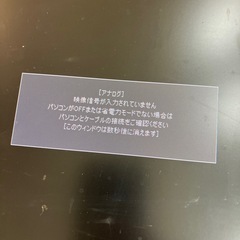 [アナログ]
映像信号が入力されていません
パソコンがOFFまたは省電力モードでない場合は
パソコンとケーブルの接続をご確認ください
[このウィンドウは数秒後に消えます]